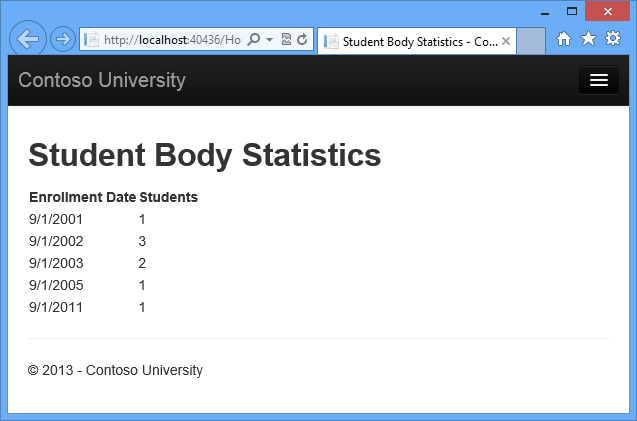 http://localhost:40436/Ho
Student Body Statistics - Co...
Contoso University
Student Body Statistics
Enrollment Date Students
9/1/2001 1
9/1/2002 3
9/1/2003 2
9/1/2005 1
9/1/2011 1
© 2013 - Contoso University